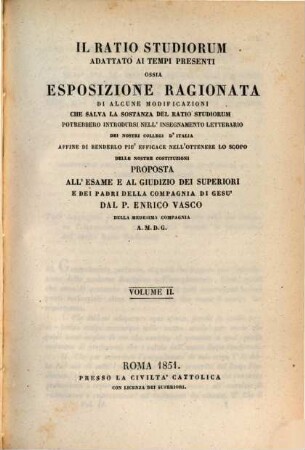 IL RATIO STUDIORUM
ADATTATO AI TEMPI PRESENTI
OSSIA
ESPOSIZIONE RAGIONATA
DI ALCUNE MODIFICAZIONI
CHE SALVA LA SOSTANZA DEL RATIO STUDIORUM
POTREBBERO INTRODURSI NELL' INSEGNAMENTO LETTERARIO
DEI NOSTRI COLLEGI D' ITALIA
AFFINE DI RENDERLO PIU' EFFICACE NELL'OTTENERE LO SCOPO
DELLE NOSTRE COSTITUZIONI
PROPOSTA
ALL' ESAME E AL GIUDIZIO DEI SUPERIORI
E DEI PADRI DELLA COMPAGNIA DI GESU'
DAL P. ENRICO VASCO
DELLA MEDESIMA COMPAGNIA
A. M. D. G.
VOLUME II.
ROMA 1851.
PRESSO LA CIVILTA' CATTOLICA
CON LICENZA DEI SUPERIORI.